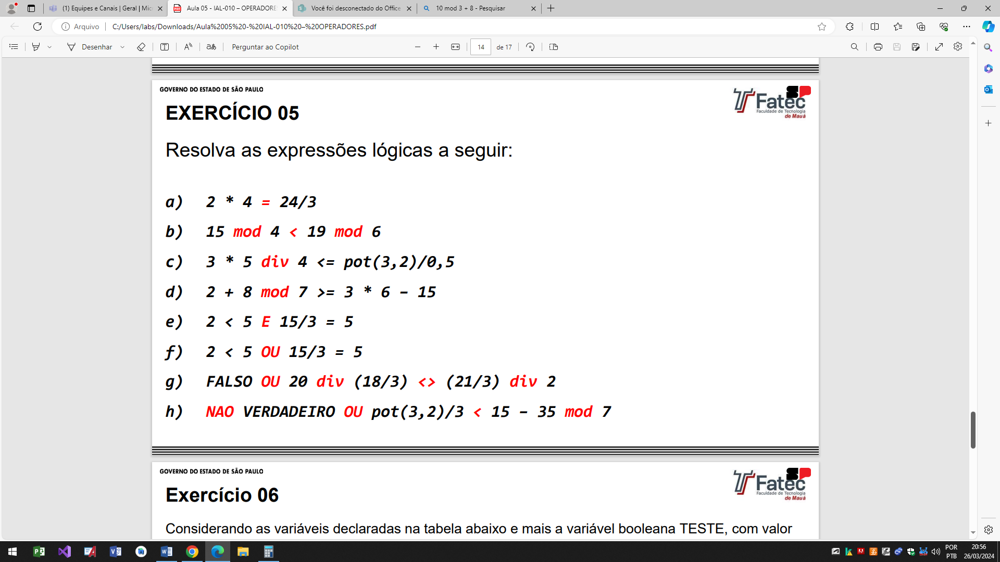 (1) Equipes e Canais | Geral | Mic
Aula 05 - IAL-010 – OPERADORE
Você foi desconectado do Office
10 mod 3 + 8 - Pesquisar
Arquivo
C:/Users/labs/Downloads/Aula%2005%20-%20IAL-010%20–%20OPERADORES.pdf
Desenhar
Perguntar ao Copilot
14
de 17
GOVERNO DO ESTADO DE SÃO PAULO
Fatec
Faculdade de Tecnologia
de Mauá
EXERCÍCIO 05
Resolva as expressões lógicas a seguir:
a) 2 * 4 = 24/3
b) 15 mod 4 < 19 mod 6
c) 3 * 5 div 4 <= pot(3,2)/0,5
d) 2 + 8 mod 7 >= 3 * 6 – 15
e) 2 < 5 E 15/3 = 5
f) 2 < 5 OU 15/3 = 5
g) FALSO OU 20 div (18/3) <> (21/3) div 2
h) NAO VERDADEIRO OU pot(3,2)/3 < 15 – 35 mod 7
GOVERNO DO ESTADO DE SÃO PAULO
Fatec
Faculdade de Tecnologia
de Mauá
Exercício 06
Considerando as variáveis declaradas na tabela abaixo e mais a variável booleana TESTE, com valor
POR
PTB
20:56
26/03/2024